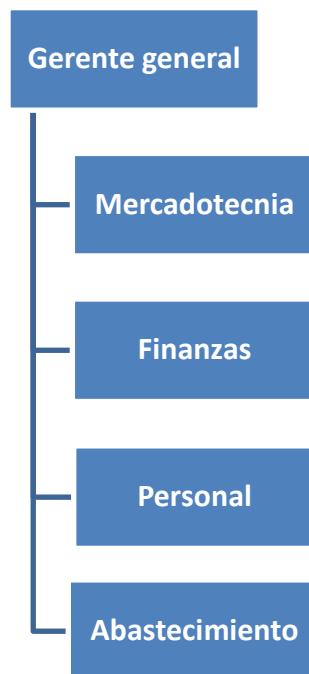 Gerente general
Mercadotecnia
Finanzas
Personal
Abastecimiento